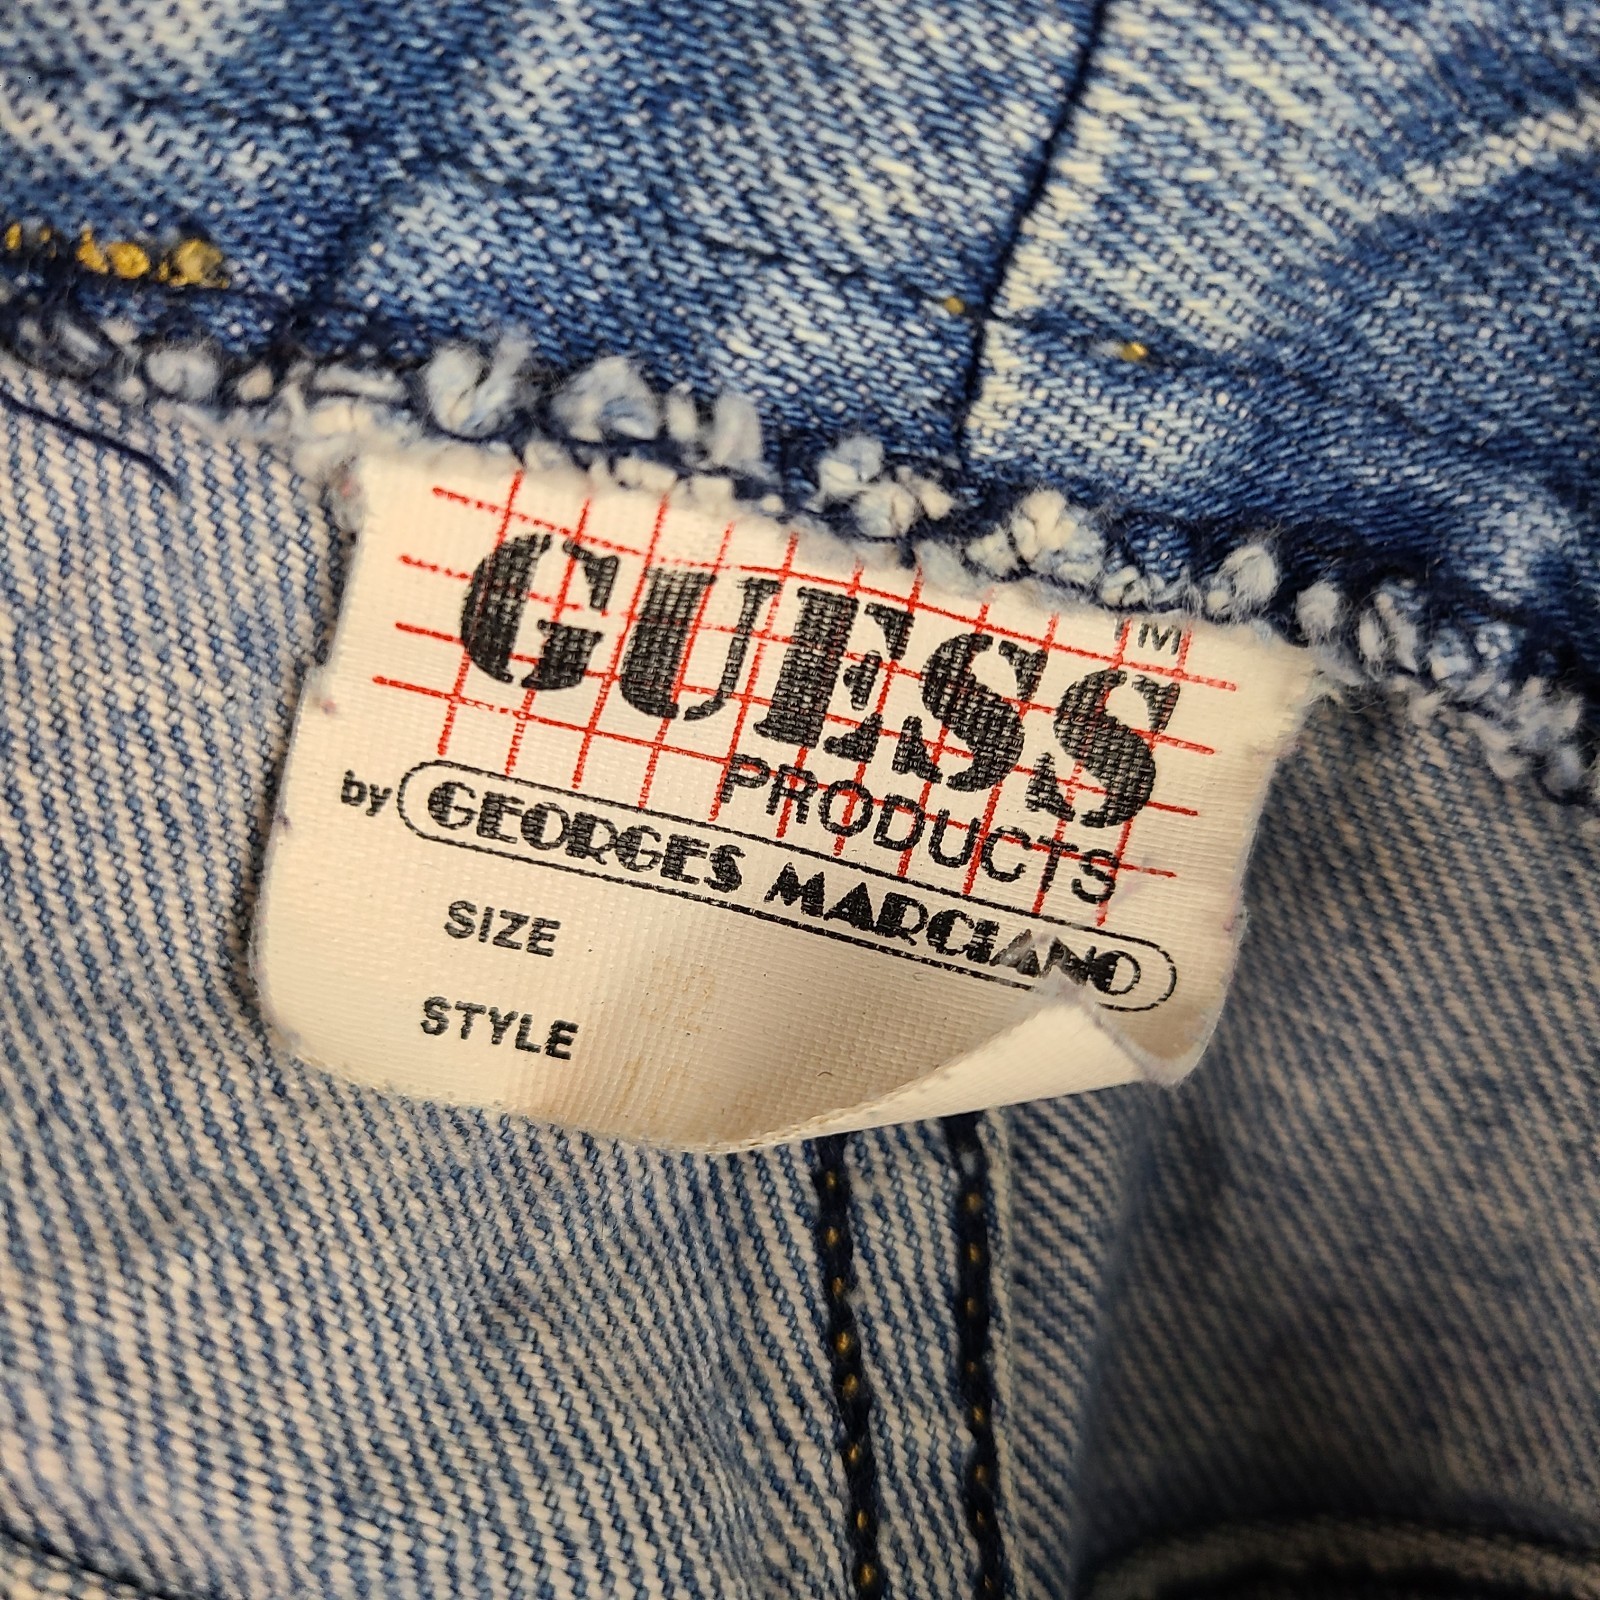 GUESS TM
PRODUCTS
by GEORGES MARCIANO
SIZE
STYLE